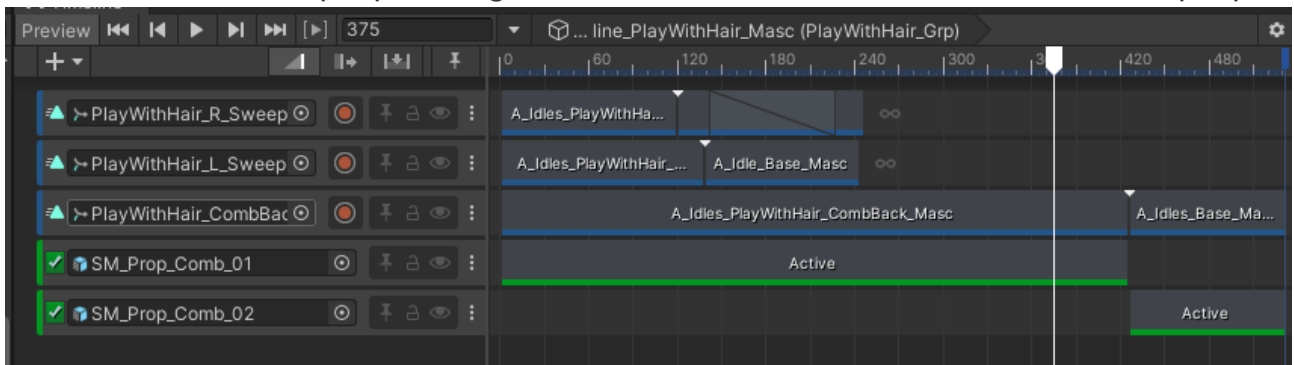 Preview 375 ... line_PlayWithHair_Masc (PlayWithHair_Grp)
0 60 120 180 240 300 3 420 480
PlayWithHair_R_Sweep A_Idles_PlayWithHa...
PlayWithHair_L_Sweep A_Idles_PlayWithHair_... A_Idle_Base_Masc
PlayWithHair_CombBac A_Idles_PlayWithHair_CombBack_Masc A_Idles_Base_Ma...
SM_Prop_Comb_01 Active
SM_Prop_Comb_02 Active